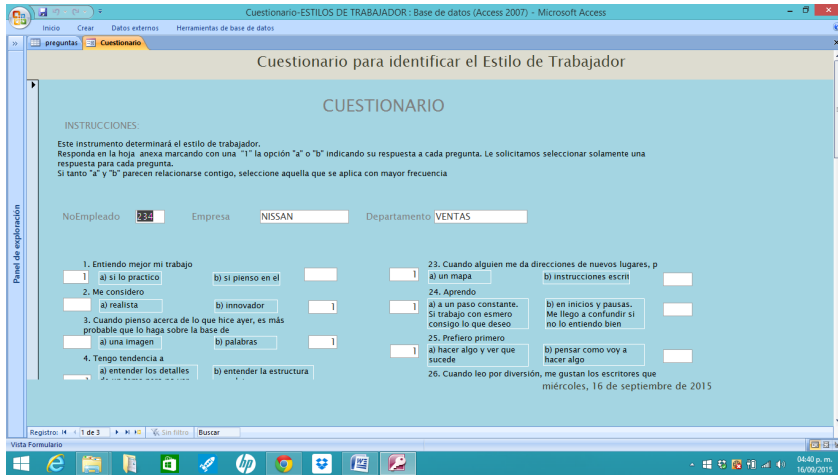 Cuestionario-ESTILOS DE TRABAJADOR : Base de datos (Access 2007) - Microsoft Access
Inicio Crear Datos externos Herramientas de base de datos
preguntas Cuestionario
Cuestionario para identificar el Estilo de Trabajador
CUESTIONARIO
INSTRUCCIONES:
Este instrumento determinará el estilo de trabajador.
Responda en la hoja anexa marcando con una "1" la opción "a" o "b" indicando su respuesta a cada pregunta. Le solicitamos seleccionar solamente una
respuesta para cada pregunta.
Si tanto "a" y "b" parecen relacionarse contigo, seleccione aquella que se aplica con mayor frecuencia
Panel de exploración
NoEmpleado 234 Empresa NISSAN Departamento VENTAS
1. Entiendo mejor mi trabajo
1 a) si lo practico b) si pienso en el
2. Me considero
a) realista b) innovador 1
3. Cuando pienso acerca de lo que hice ayer, es más
probable que lo haga sobre la base de
a) una imagen b) palabras 1
4. Tengo tendencia a
a) entender los detalles b) entender la estructura
1
23. Cuando alguien me da direcciones de nuevos lugares, p
1 a) un mapa b) instrucciones escrit
24. Aprendo
1 a) a un paso constante. b) en inicios y pausas.
Si trabajo con esmero Me llego a confundir si
consigo lo que deseo no lo entiendo bien
25. Prefiero primero
1 a) hacer algo y ver que b) pensar como voy a
sucede hacer algo
26. Cuando leo por diversión, me gustan los escritores que
miércoles, 16 de septiembre de 2015
Registro: 1 de 3 Sin filtro Buscar
Vista Formulario
04:40 p. m.
16/09/2015